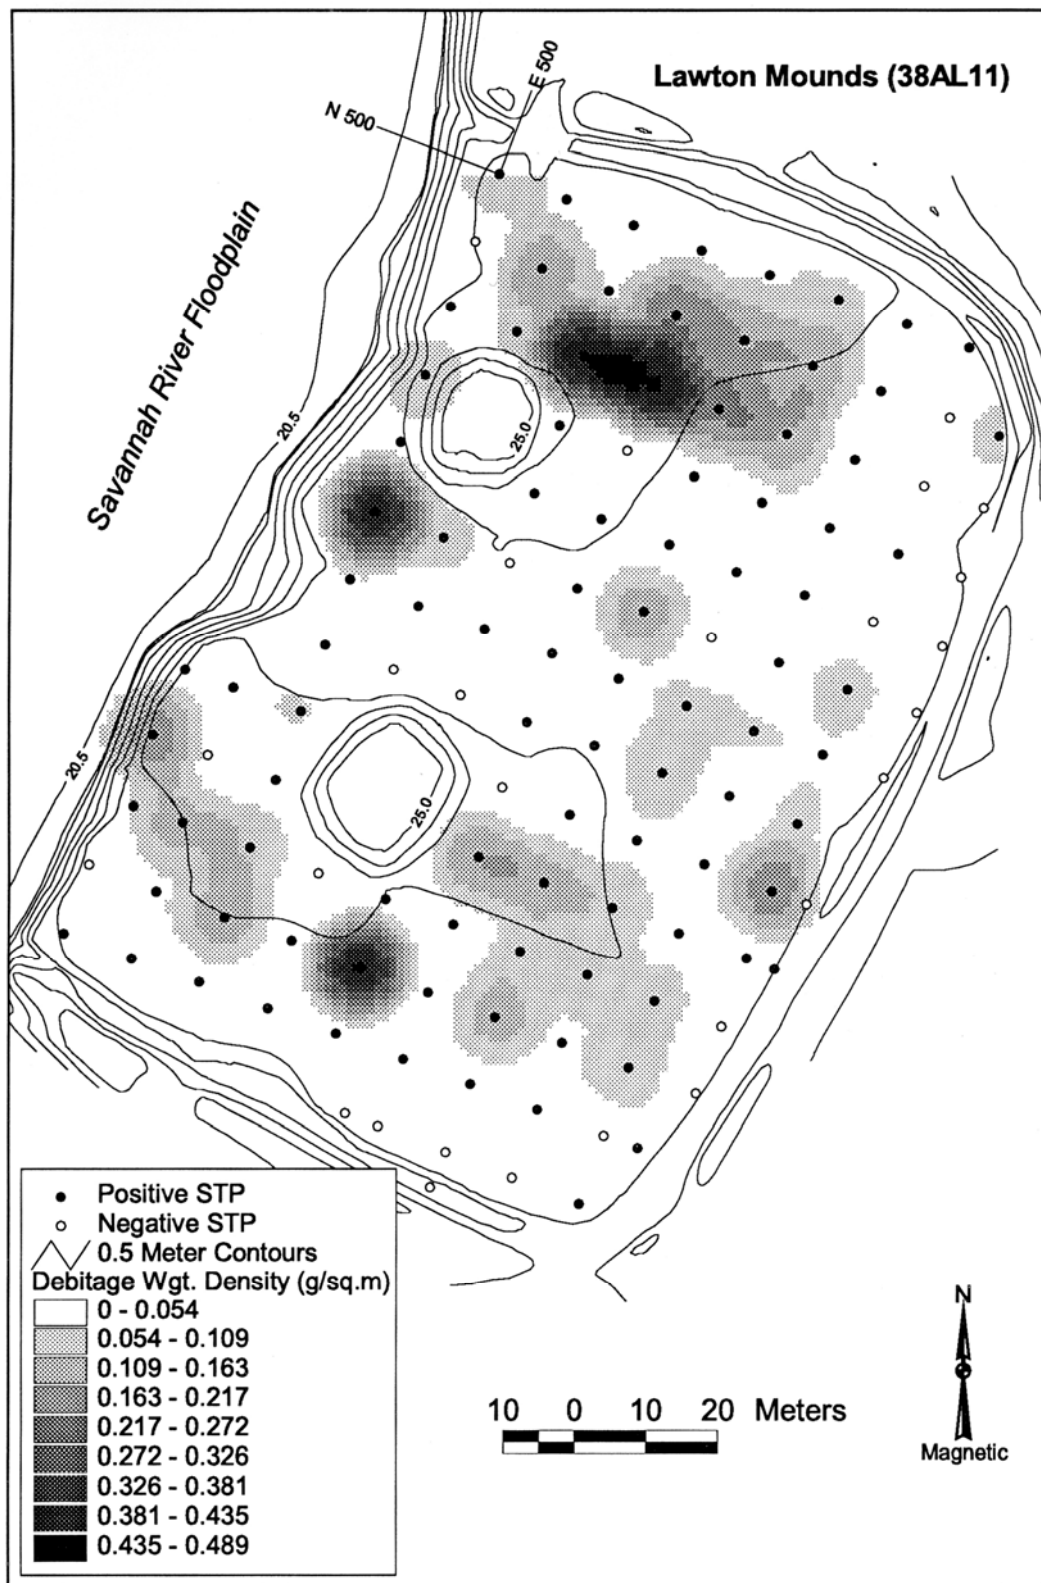 Lawton Mounds (38AL11)
E 500
N 500
Savannah River Floodplain
20.5
25.0
20.5
25.0
Positive STP
Negative STP
0.5 Meter Contours
Debitage Wgt. Density (g/sq.m)
0 - 0.054
0.054 - 0.109
0.109 - 0.163
0.163 - 0.217
0.217 - 0.272
0.272 - 0.326
0.326 - 0.381
0.381 - 0.435
0.435 - 0.489
10 0 10 20 Meters
N
Magnetic